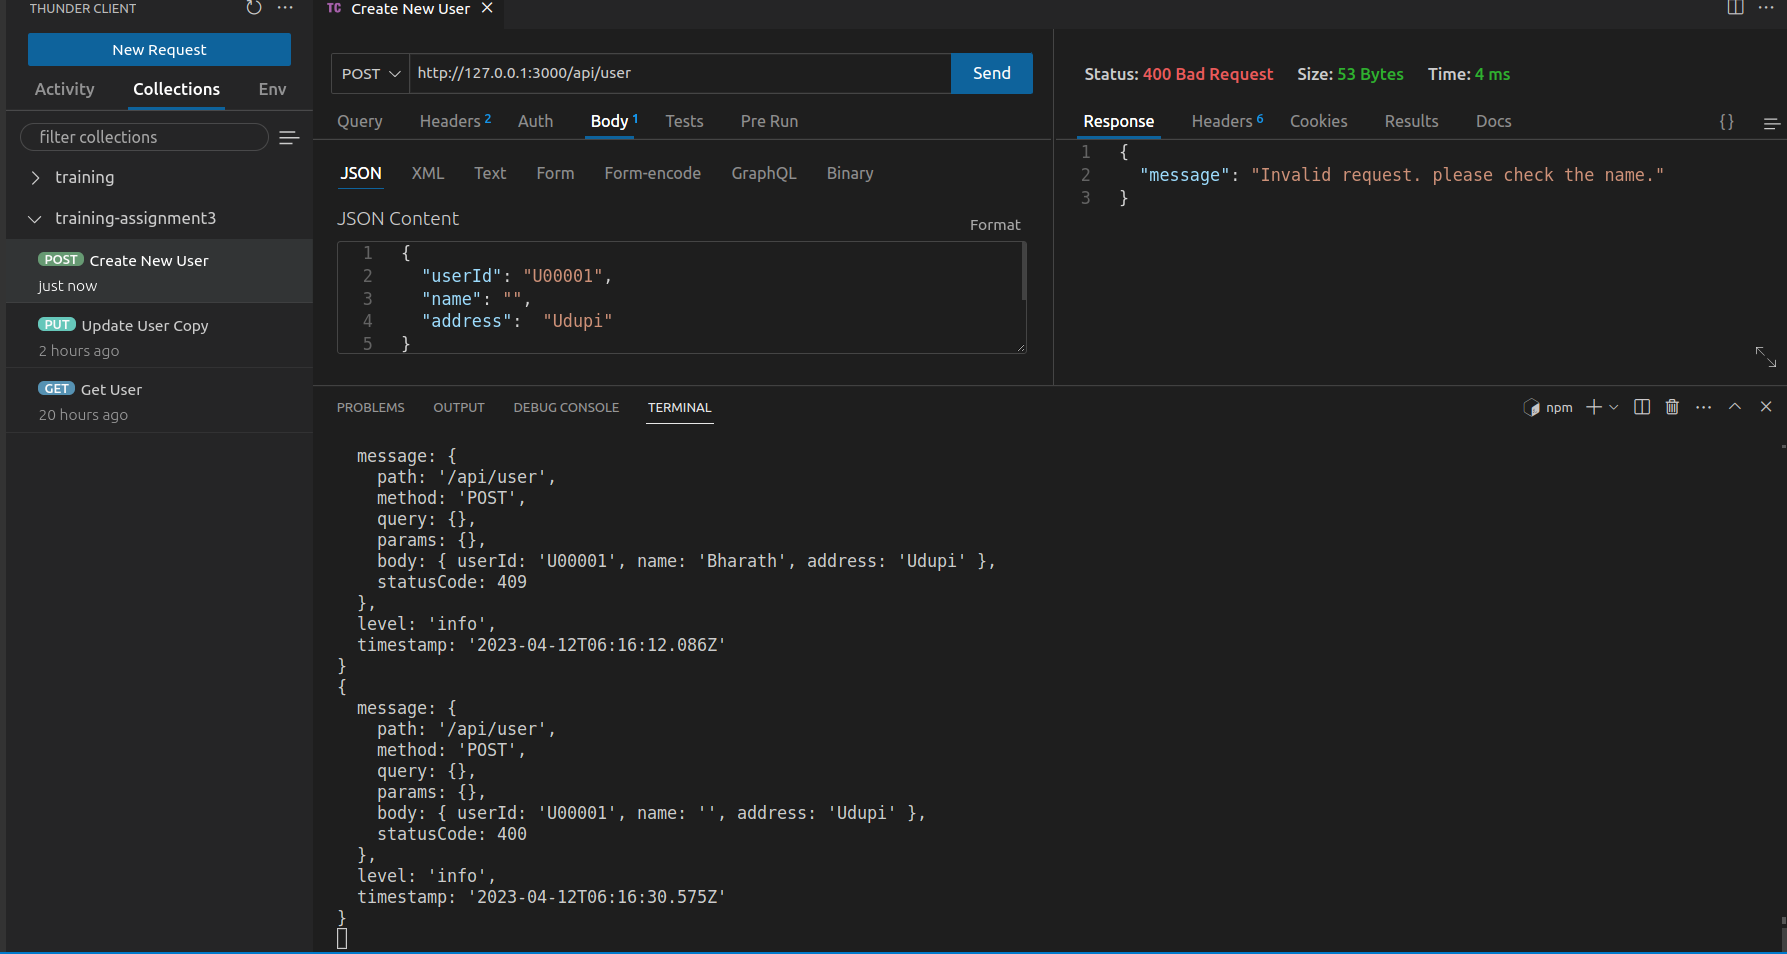 THUNDER CLIENT
New Request
Activity Collections Env
filter collections
training
training-assignment3
POST Create New User
just now
PUT Update User Copy
2 hours ago
GET Get User
20 hours ago
TC Create New User
POST http://127.0.0.1:3000/api/user Send
Query Headers 2 Auth Body 1 Tests Pre Run
JSON XML Text Form Form-encode GraphQL Binary
JSON Content
Format
1 {
2 "userId": "U00001",
3 "name": "",
4 "address":  "Udupi"
5 }
Status: 400 Bad Request Size: 53 Bytes Time: 4 ms
Response Headers 6 Cookies Results Docs {}
1 {
2 "message": "Invalid request. please check the name."
3 }
PROBLEMS OUTPUT DEBUG CONSOLE TERMINAL npm
message: {
path: '/api/user',
method: 'POST',
query: {},
params: {},
body: { userId: 'U00001', name: 'Bharath', address: 'Udupi' },
statusCode: 409
},
level: 'info',
timestamp: '2023-04-12T06:16:12.086Z'
}
{
message: {
path: '/api/user',
method: 'POST',
query: {},
params: {},
body: { userId: 'U00001', name: '', address: 'Udupi' },
statusCode: 400
},
level: 'info',
timestamp: '2023-04-12T06:16:30.575Z'
}